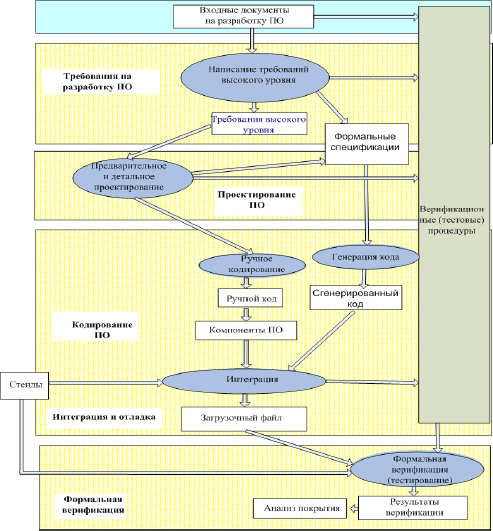 Входные документы
на разработку ПО
Требования на
разработку ПО
Написание требований
высокого уровня
Требования высокого
уровня
Формальные
спецификации
Предварительное
и детальное
проектирование
Проектирование
ПО
Верификацион
ные (тестовые)
процедуры
Ручное
кодирование
Генерация кода
Ручной код
Сгенерированный
код
Кодирование
ПО
Компоненты ПО
Стенды
Интеграция
Интеграция и отладка
Загрузочный файл
Формальная
верификация
(тестирование)
Формальная
верификация
Анализ покрытия
Результаты
верификации